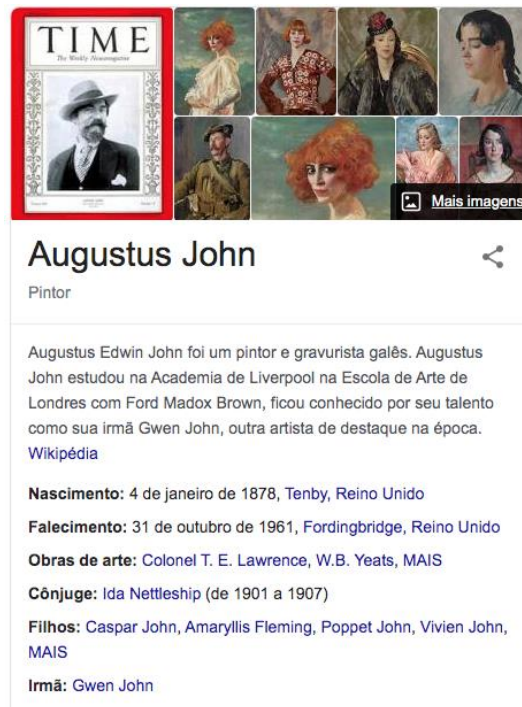 TIME
The Weekly Newsmagazine
Mais imagens
Augustus John
Pintor
Augustus Edwin John foi um pintor e gravurista galês. Augustus
John estudou na Academia de Liverpool na Escola de Arte de
Londres com Ford Madox Brown, ficou conhecido por seu talento
como sua irmã Gwen John, outra artista de destaque na época.
Wikipédia
Nascimento: 4 de janeiro de 1878, Tenby, Reino Unido
Falecimento: 31 de outubro de 1961, Fordingbridge, Reino Unido
Obras de arte: Colonel T. E. Lawrence, W.B. Yeats, MAIS
Cônjuge: Ida Nettleship (de 1901 a 1907)
Filhos: Caspar John, Amaryllis Fleming, Poppet John, Vivien John,
MAIS
Irmã: Gwen John